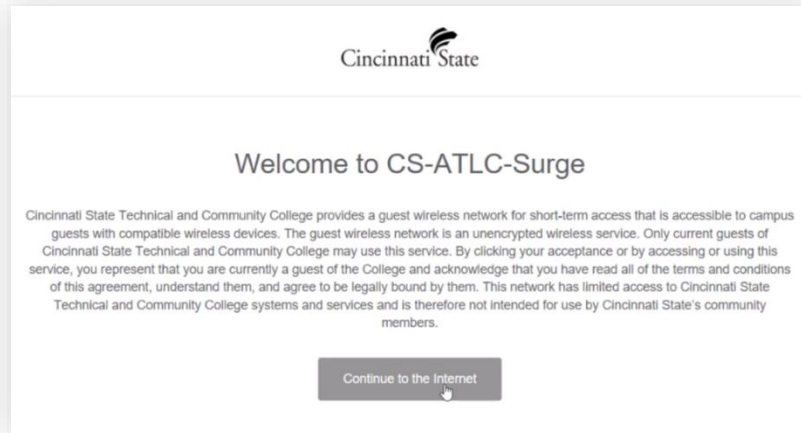 Cincinnati State
Welcome to CS-ATLC-Surge
Cincinnati State Technical and Community College provides a guest wireless network for short-term access that is accessible to campus
guests with compatible wireless devices. The guest wireless network is an unencrypted wireless service. Only current guests of
Cincinnati State Technical and Community College may use this service. By clicking your acceptance or by accessing or using this
service, you represent that you are currently a guest of the College and acknowledge that you have read all of the terms and conditions
of this agreement, understand them, and agree to be legally bound by them. This network has limited access to Cincinnati State
Technical and Community College systems and services and is therefore not intended for use by Cincinnati State's community
members.
Continue to the Internet